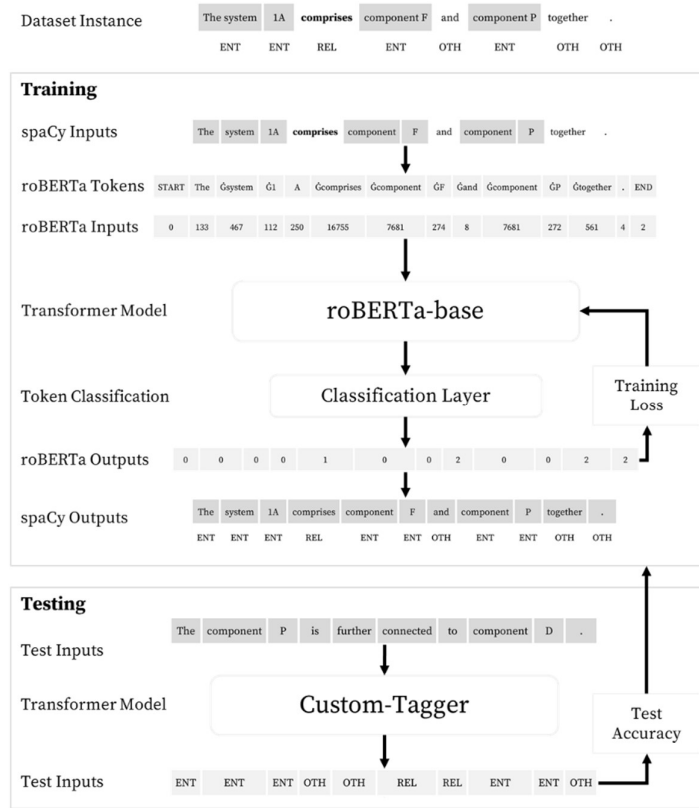 Dataset Instance The system 1A comprises component F and component P together .
ENT ENT REL ENT OTH ENT OTH OTH
Training
spaCy Inputs The system 1A comprises component F and component P together .
roBERTa Tokens START The Ġsystem Ġ1 A Ġcomprises Ġcomponent ĠF Ġand Ġcomponent ĠP Ġtogether . END
roBERTa Inputs 0 133 467 112 250 16755 7681 274 8 7681 272 561 4 2
Transformer Model roBERTa-base
Token Classification Classification Layer
Training
Loss
roBERTa Outputs 0 0 0 0 1 0 0 2 0 0 2 2
spaCy Outputs The system 1A comprises component F and component P together .
ENT ENT ENT REL ENT ENT OTH ENT ENT OTH OTH
Testing
Test Inputs The component P is further connected to component D .
Transformer Model Custom-Tagger
Test
Accuracy
Test Inputs ENT ENT ENT OTH OTH REL REL ENT ENT OTH